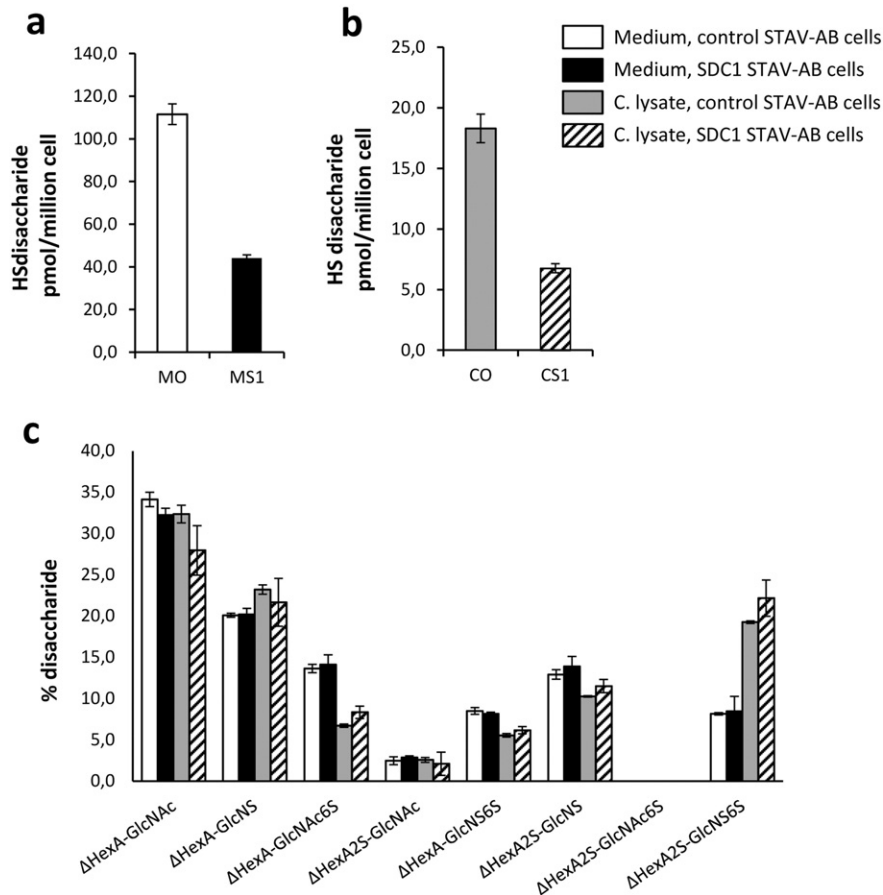 a
HSdisaccharide
pmol/million cell
140,0
120,0
100,0
80,0
60,0
40,0
20,0
0,0
MO
MS1
b
HS disaccharide
pmol/million cell
25,0
20,0
15,0
10,0
5,0
0,0
CO
CS1
Medium, control STAV-AB cells
Medium, SDC1 STAV-AB cells
C. lysate, control STAV-AB cells
C. lysate, SDC1 STAV-AB cells
c
% disaccharide
40,0
35,0
30,0
25,0
20,0
15,0
10,0
5,0
0,0
ΔHexA-GlcNAc
ΔHexA-GlcNS
ΔHexA-GlcNAc6S
ΔHexA2S-GlcNAc
ΔHexA-GlcNS6S
ΔHexA2S-GlcNS
ΔHexA2S-GlcNAc6S
ΔHexA2S-GlcNS6S